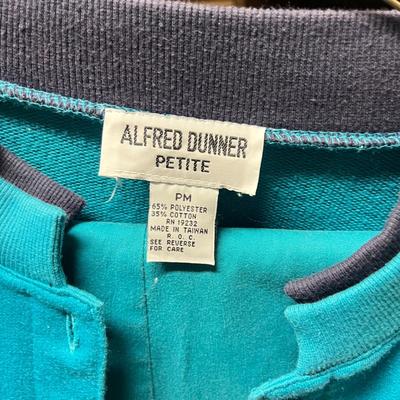 ALFRED DUNNER
PETITE
PM
65% POLYESTER
35% COTTON
RN 19232
MADE IN TAIWAN
R. O. C.
SEE REVERSE
FOR CARE